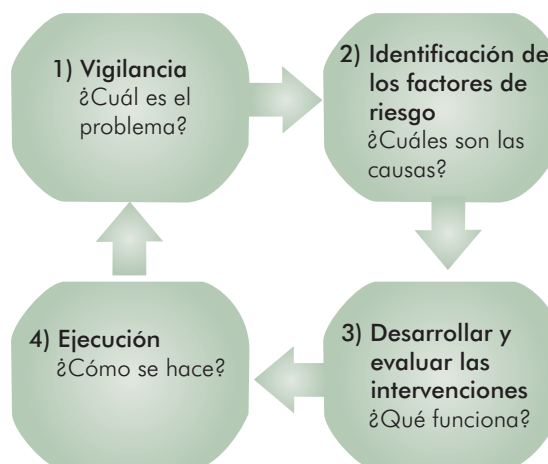 1) Vigilancia
¿Cuál es el
problema?
2) Identificación de
los factores de
riesgo
¿Cuáles son las
causas?
3) Desarrollar y
evaluar las
intervenciones
¿Qué funciona?
4) Ejecución
¿Cómo se hace?